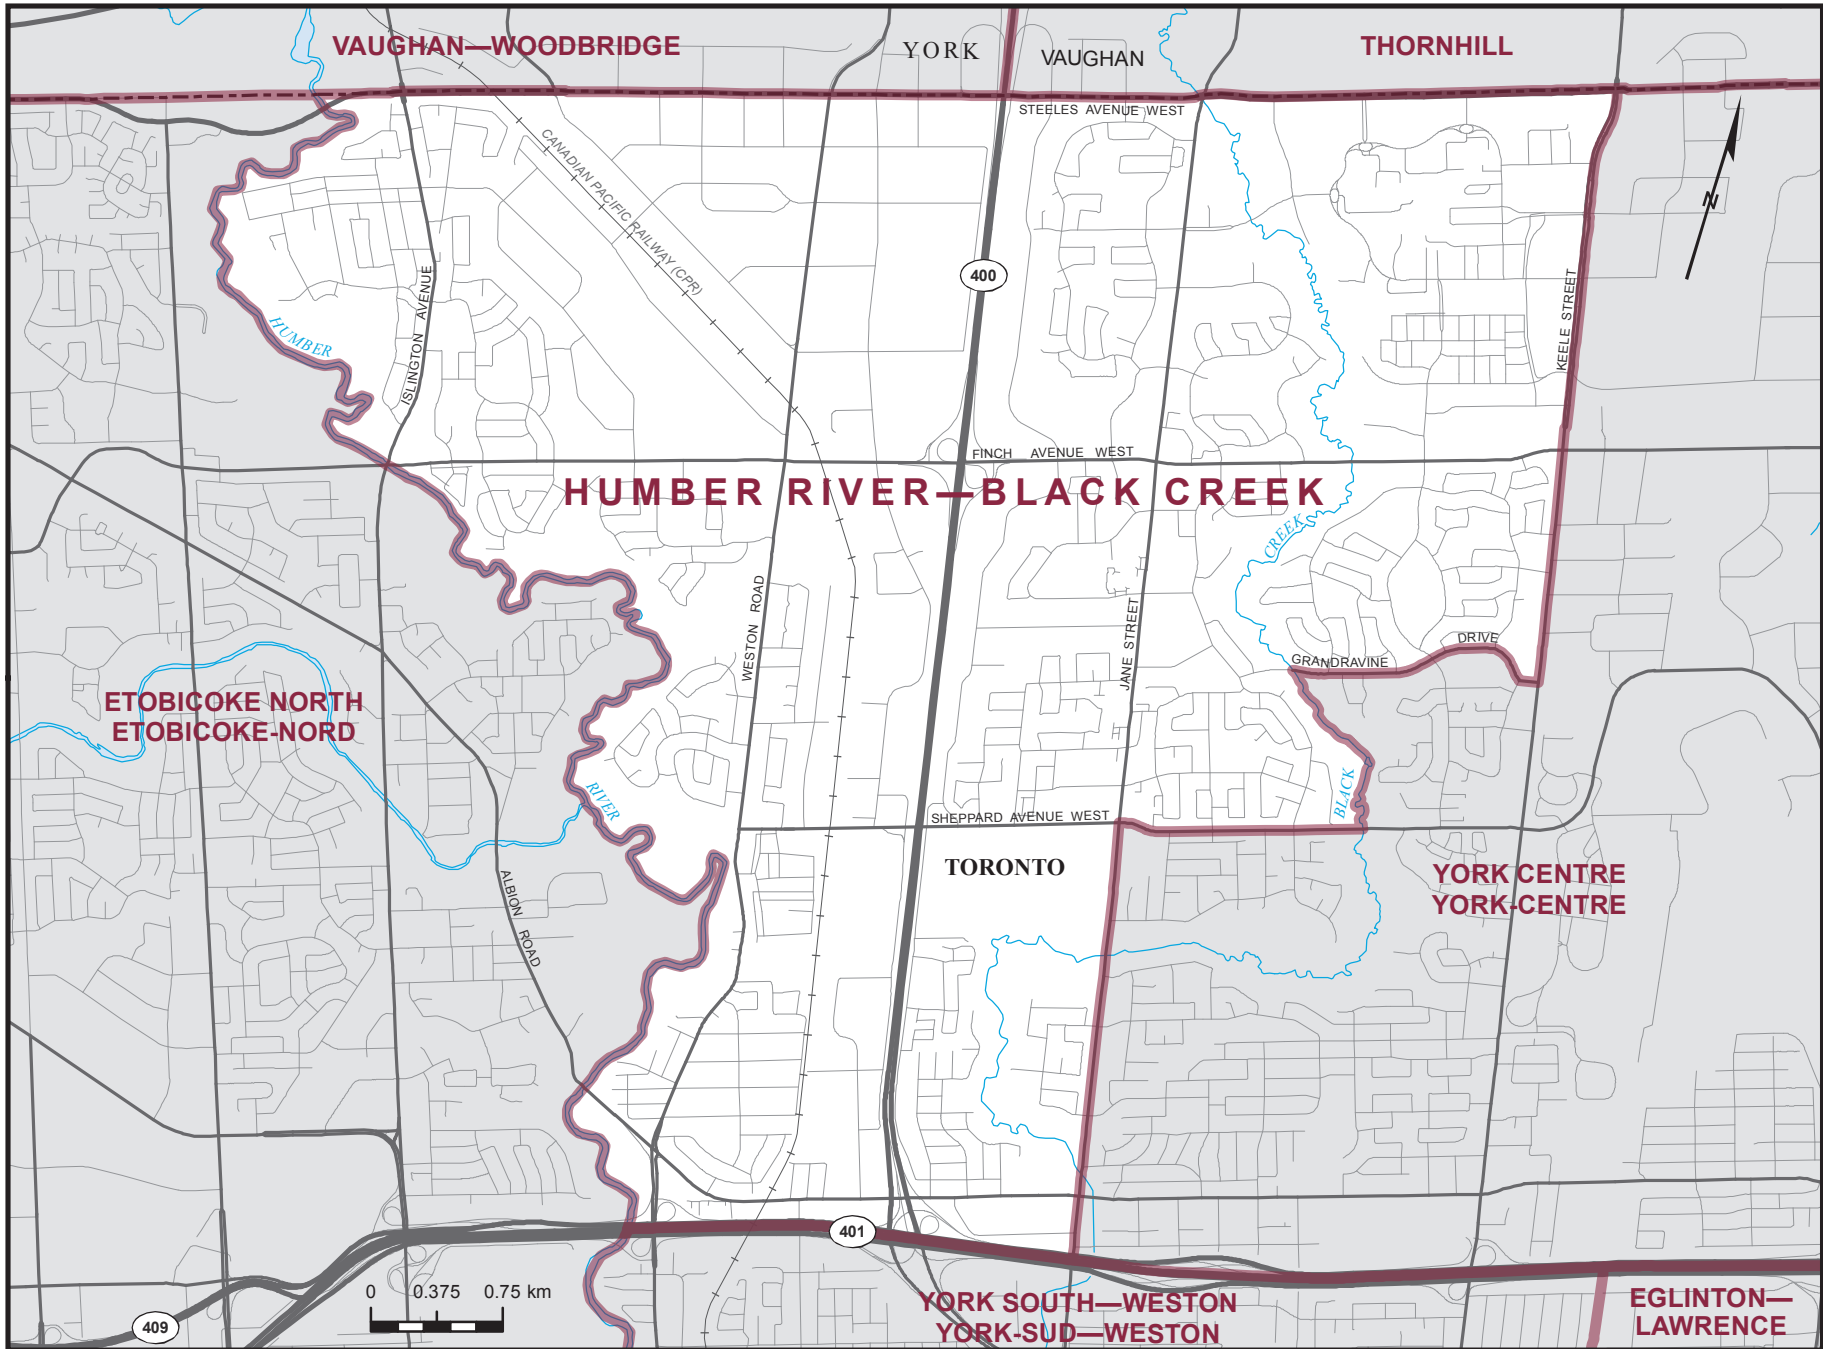 VAUGHAN—WOODBRIDGE
YORK
VAUGHAN
THORNHILL
STEELES AVENUE WEST
CANADIAN PACIFIC RAILWAY (CPR)
N
400
ISLINGTON AVENUE
HUMBER
KEELE STREET
FINCH AVENUE WEST
HUMBER RIVER—BLACK CREEK
CREEK
WESTON ROAD
JANE STREET
DRIVE
GRANDRAVINE
ETOBICOKE NORTH
ETOBICOKE-NORD
RIVER
BLACK
SHEPPARD AVENUE WEST
TORONTO
YORK CENTRE
YORK-CENTRE
ALBION ROAD
401
0 0.375 0.75 km
409
YORK SOUTH—WESTON
YORK-SUD—WESTON
EGLINTON—
LAWRENCE